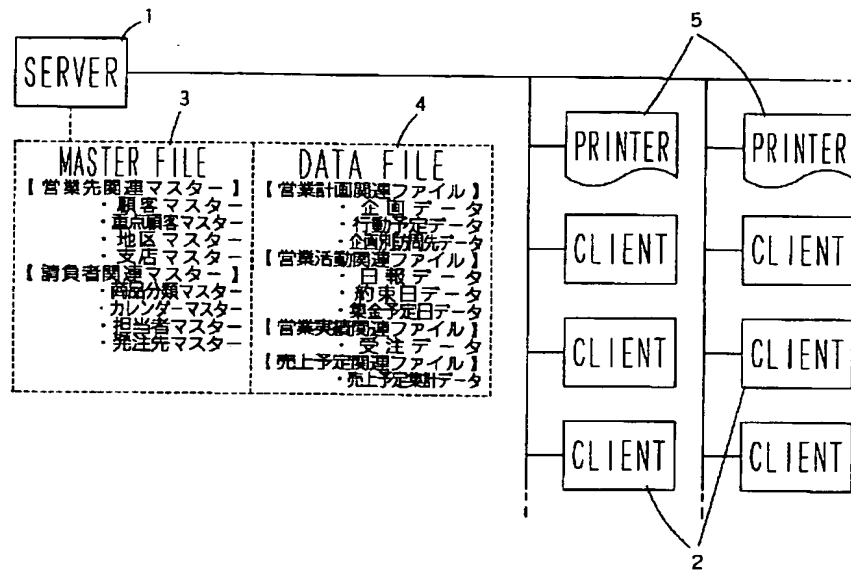 1
SERVER
3
4
5
MASTER FILE
【営業先関連マスター】
・顧客マスター
・重点顧客マスター
・地区マスター
・支店マスター
【請負者関連マスター】
・商品分類マスター
・カレンダーマスター
・担当者マスター
・発注先マスター
DATA FILE
【営業計画関連ファイル】
・企画データ
・行動予定データ
・企画別訪問先データ
【営業活動関連ファイル】
・日報データ
・約束日データ
・集金予定日データ
【営業実績関連ファイル】
・受注データ
【売上予定関連ファイル】
・売上予定集計データ
PRINTER
PRINTER
CLIENT
CLIENT
CLIENT
CLIENT
CLIENT
CLIENT
2